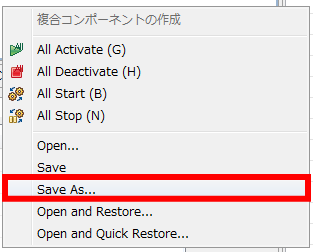 複合コンポーネントの作成
All Activate (G)
All Deactivate (H)
All Start (B)
All Stop (N)
Open...
Save
Save As...
Open and Restore...
Open and Quick Restore...